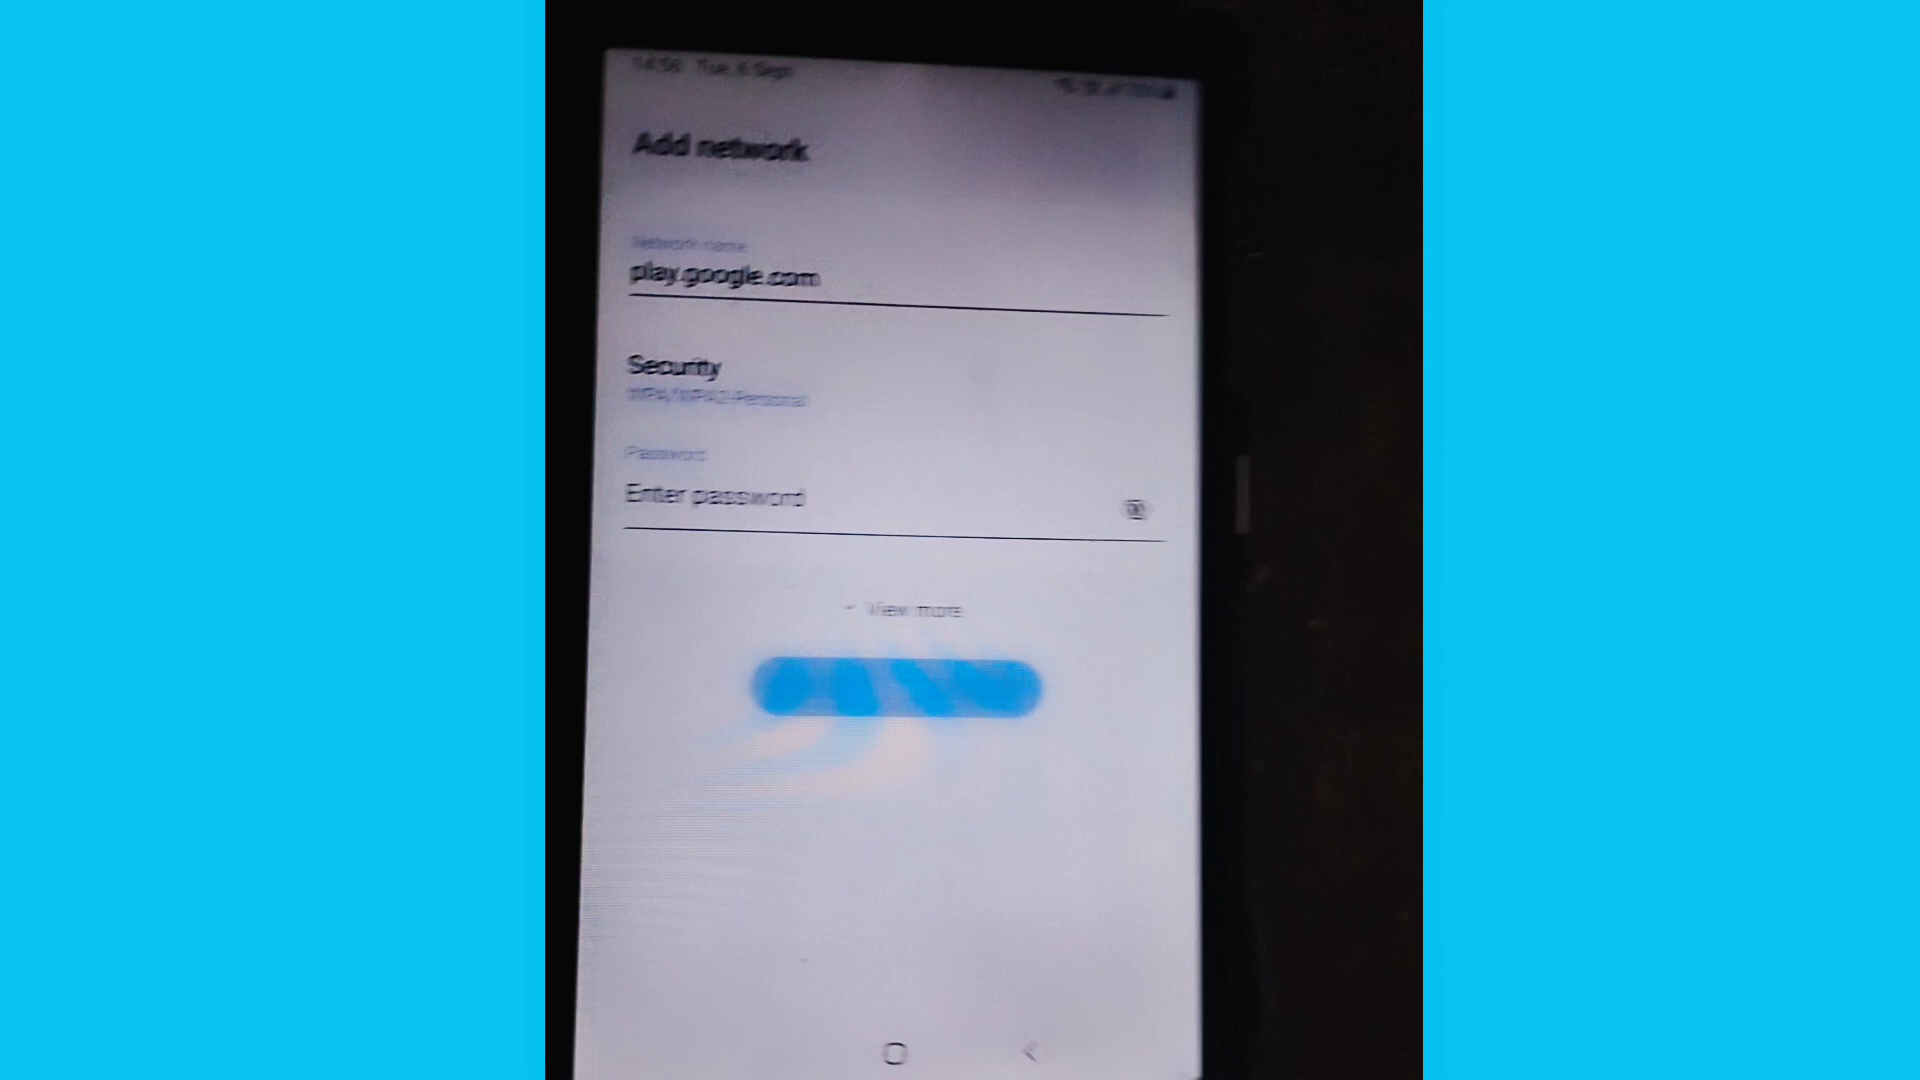 14:56 Tue, 6 Sept
Add network
Network name
play.google.com
Security
WPA/WPA2-Personal
Password
Enter password
View more